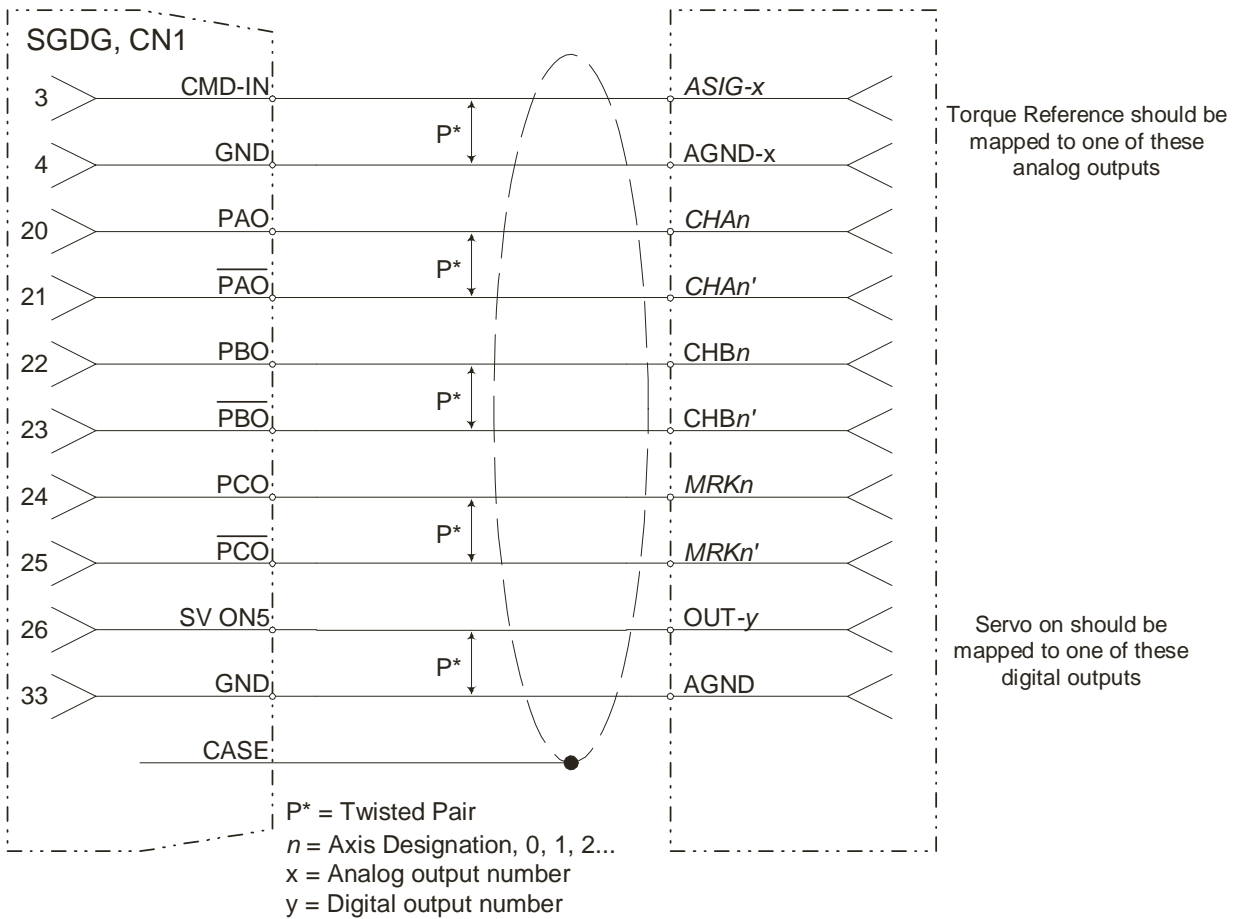 SGDG, CN1
3 CMD-IN ASIG-x
P*
4 GND AGND-x
Torque Reference should be
mapped to one of these
analog outputs
20 PAO CHAn
P*
21 PAO CHAn'
22 PBO CHBn
P*
23 PBO CHBn'
24 PCO MRKn
P*
25 PCO MRKn'
26 SV ON5 OUT-y
P*
33 GND AGND
Servo on should be
mapped to one of these
digital outputs
CASE
P* = Twisted Pair
n = Axis Designation, 0, 1, 2...
x = Analog output number
y = Digital output number